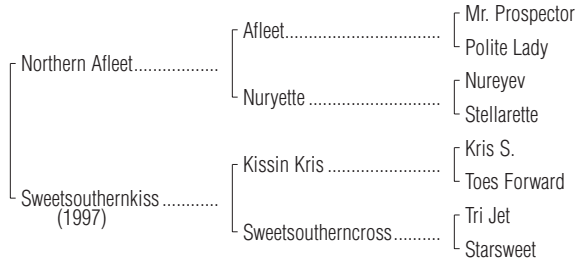 Mr. Prospector
Afleet
Polite Lady
Northern Afleet
Nureyev
Nuryette
Stellarette
Kris S.
Kissin Kris
Toes Forward
Sweetsouthernkiss
(1997)
Tri Jet
Sweetsoutherncross
Starsweet